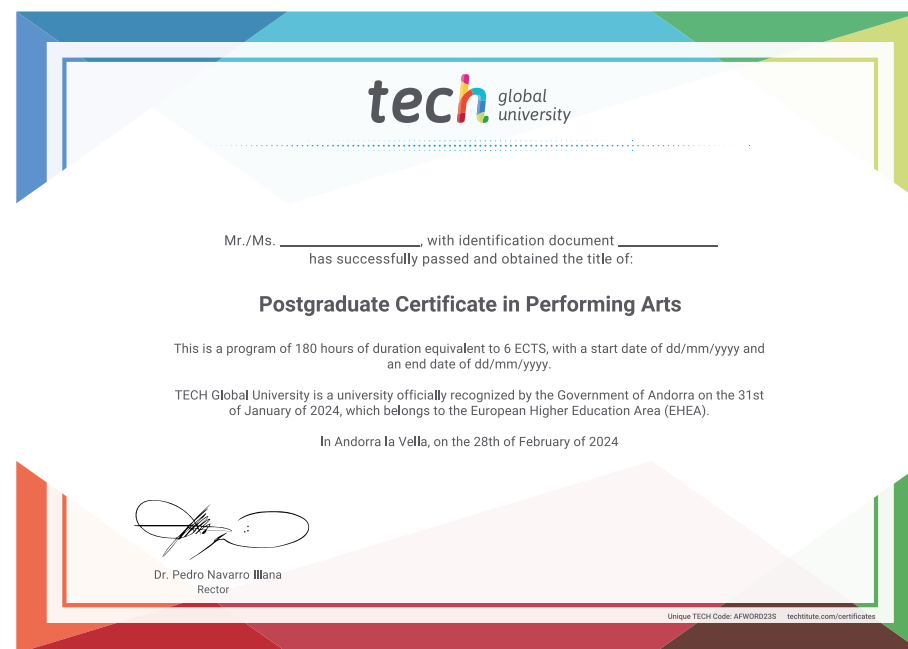 tech global
university
Mr./Ms. ____________, with identification document ____________
has successfully passed and obtained the title of:
Postgraduate Certificate in Performing Arts
This is a program of 180 hours of duration equivalent to 6 ECTS, with a start date of dd/mm/yyyy and
an end date of dd/mm/yyyy.
TECH Global University is a university officially recognized by the Government of Andorra on the 31st
of January of 2024, which belongs to the European Higher Education Area (EHEA).
In Andorra la Vella, on the 28th of February of 2024
Dr. Pedro Navarro Illana
Rector
Unique TECH Code: AFWORD23S techtitute.com/certificates